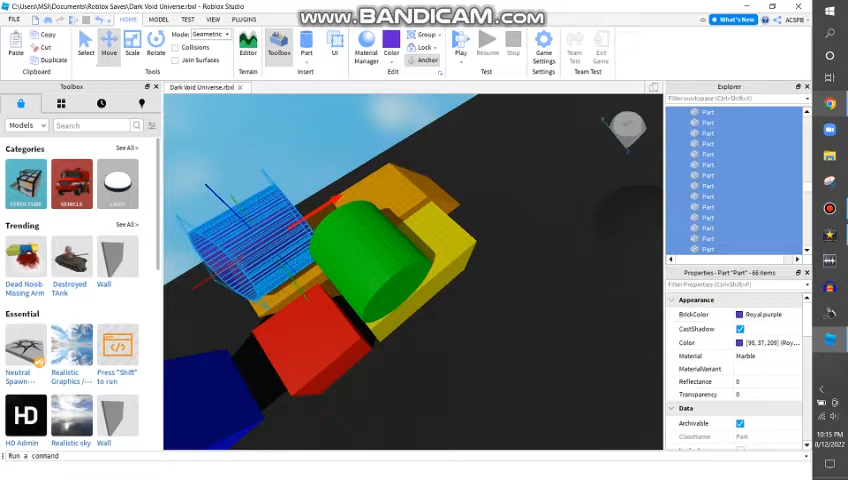 C:\Users\MSI\Documents\Roblox Saves\Dark Void Universe.rbxl - Roblox Studio
www.BANDICAM.com
FILE HOME MODEL TEST VIEW PLUGINS
What's New ACSPB
Paste Copy Cut Duplicate
Clipboard
Select Move Scale Rotate
Mode: Geometric
Collisions
Join Surfaces
Tools
Editor
Terrain
Toolbox Part UI
Insert
Material Manager Color
Group
Lock
Anchor
Edit
Game Settings
Settings
Play Resume Stop
Test
Team Test Exit Game
Team Test
Toolbox
Dark Void Universe.rbxl
Explorer
Filter workspace (Ctrl+Shift+X)
Models Search
Categories See All >
STRUCTURE VEHICLE LIGHT
Trending See All >
Dead Noob Missing Arm
Destroyed TAnk
Wall
Essential
Neutral Spawn...
Realistic Graphics /...
Press "Shift" to run
HD
HD Admin Realistic sky Wall
Part
Part
Part
Part
Part
Part
Part
Part
Part
Part
Part
Part
Part
Part
Properties - Part "Part" - 66 items
Filter Properties (Ctrl+Shift+P)
Appearance
BrickColor Royal purple
CastShadow
Color [98, 37, 209] (Roy...
Material Marble
MaterialVariant
Reflectance 0
Transparency 0
Data
Archivable
ClassName Part
Run a command
10:15 PM
8/12/2022